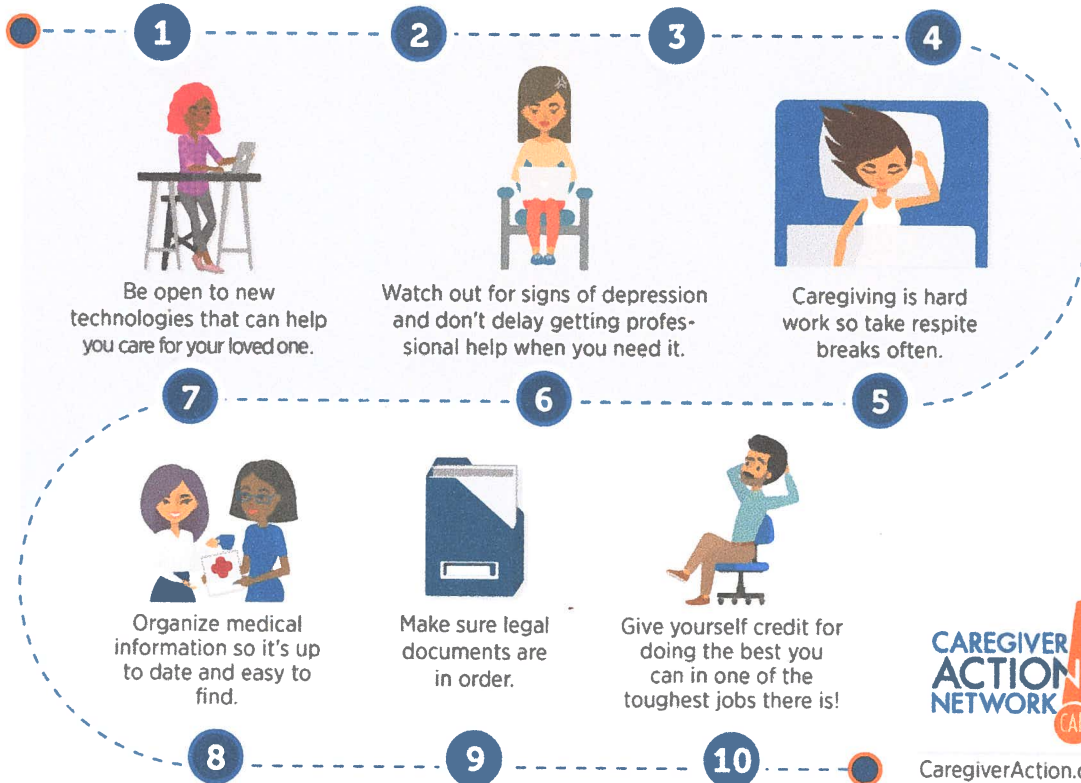 1
2
3
4
Be open to new
technologies that can help
you care for your loved one.
Watch out for signs of depression
and don't delay getting profes-
sional help when you need it.
Caregiving is hard
work so take respite
breaks often.
7
6
5
Organize medical
information so it's up
to date and easy to
find.
Make sure legal
documents are
in order.
Give yourself credit for
doing the best you
can in one of the
toughest jobs there is!
CAREGIVER
ACTION
NETWORK
8
9
10